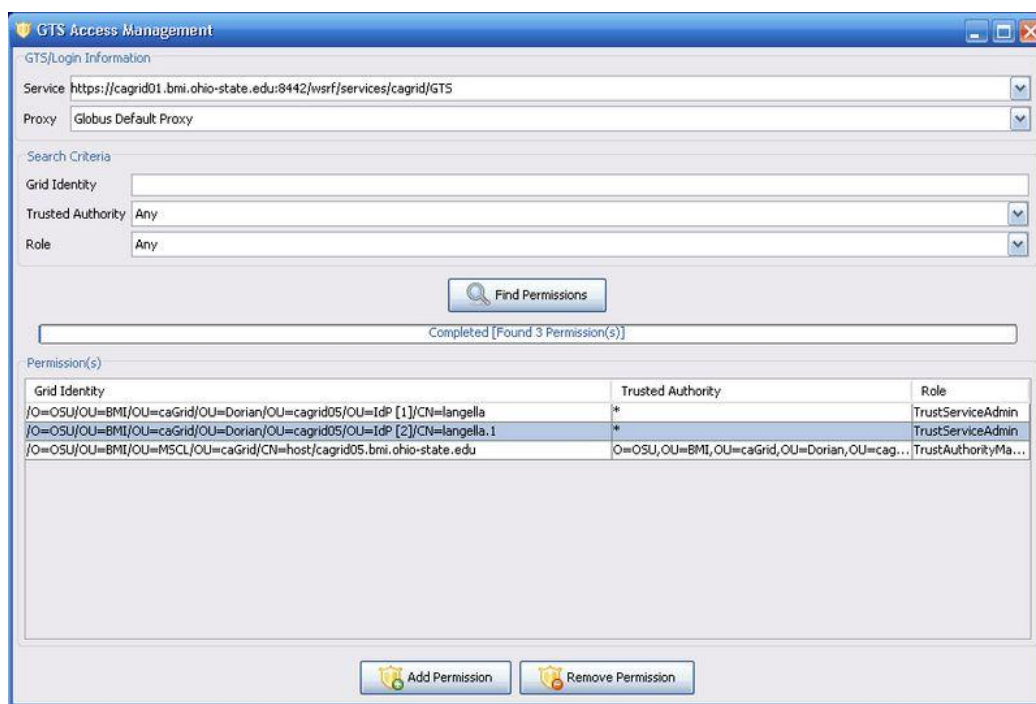 GTS Access Management
GTS/Login Information
Service https://cagrid01.bmi.ohio-state.edu:8442/wsrf/services/cagrid/GTS
Proxy Globus Default Proxy
Search Criteria
Grid Identity
Trusted Authority Any
Role Any
Find Permissions
Completed [Found 3 Permission(s)]
Permission(s)
Grid Identity Trusted Authority Role
/O=OSU/OU=BMI/OU=caGrid/OU=Dorian/OU=cagrid05/OU=IdP [1]/CN=langella * TrustServiceAdmin
/O=OSU/OU=BMI/OU=caGrid/OU=Dorian/OU=cagrid05/OU=IdP [2]/CN=langella.1 * TrustServiceAdmin
/O=OSU/OU=BMI/OU=MSCL/OU=caGrid/CN=host/cagrid05.bmi.ohio-state.edu O=OSU,OU=BMI,OU=caGrid,OU=Dorian,OU=cag... TrustAuthorityMa...
Add Permission Remove Permission